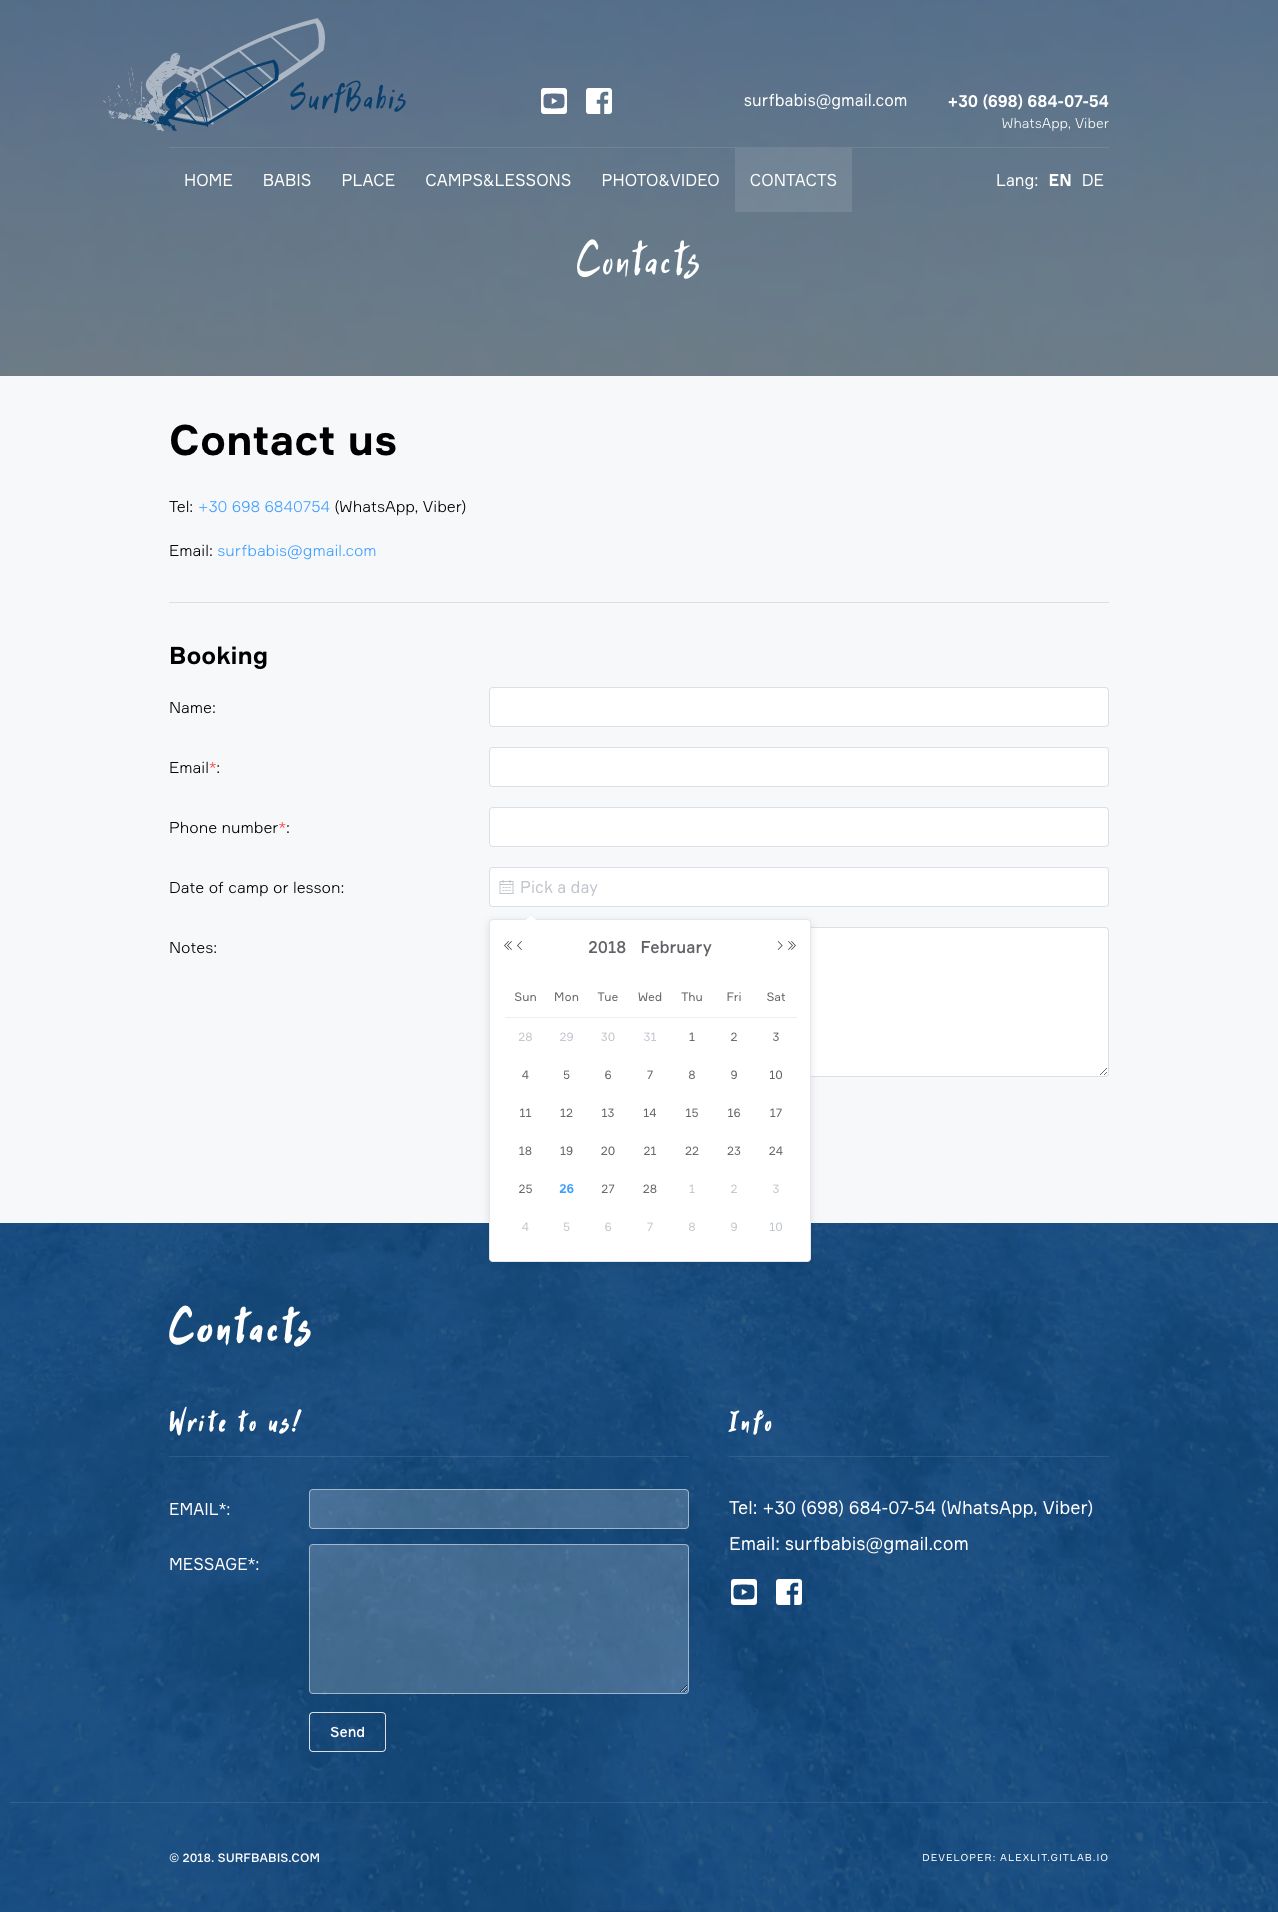 SurfBabis
surfbabis@gmail.com
+30 (698) 684-07-54
WhatsApp, Viber
HOME BABIS PLACE CAMPS&LESSONS PHOTO&VIDEO CONTACTS Lang: EN DE
Contacts
Contact us
Tel: +30 698 6840754 (WhatsApp, Viber)
Email: surfbabis@gmail.com
Booking
Name:
Email*:
Phone number*:
Date of camp or lesson:
Pick a day
Notes:
2018 February
Sun Mon Tue Wed Thu Fri Sat
28 29 30 31 1 2 3
4 5 6 7 8 9 10
11 12 13 14 15 16 17
18 19 20 21 22 23 24
25 26 27 28 1 2 3
4 5 6 7 8 9 10
Contacts
Write to us!
EMAIL*:
MESSAGE*:
Send
Info
Tel: +30 (698) 684-07-54 (WhatsApp, Viber)
Email: surfbabis@gmail.com
© 2018. SURFBABIS.COM
DEVELOPER: ALEXLIT.GITLAB.IO